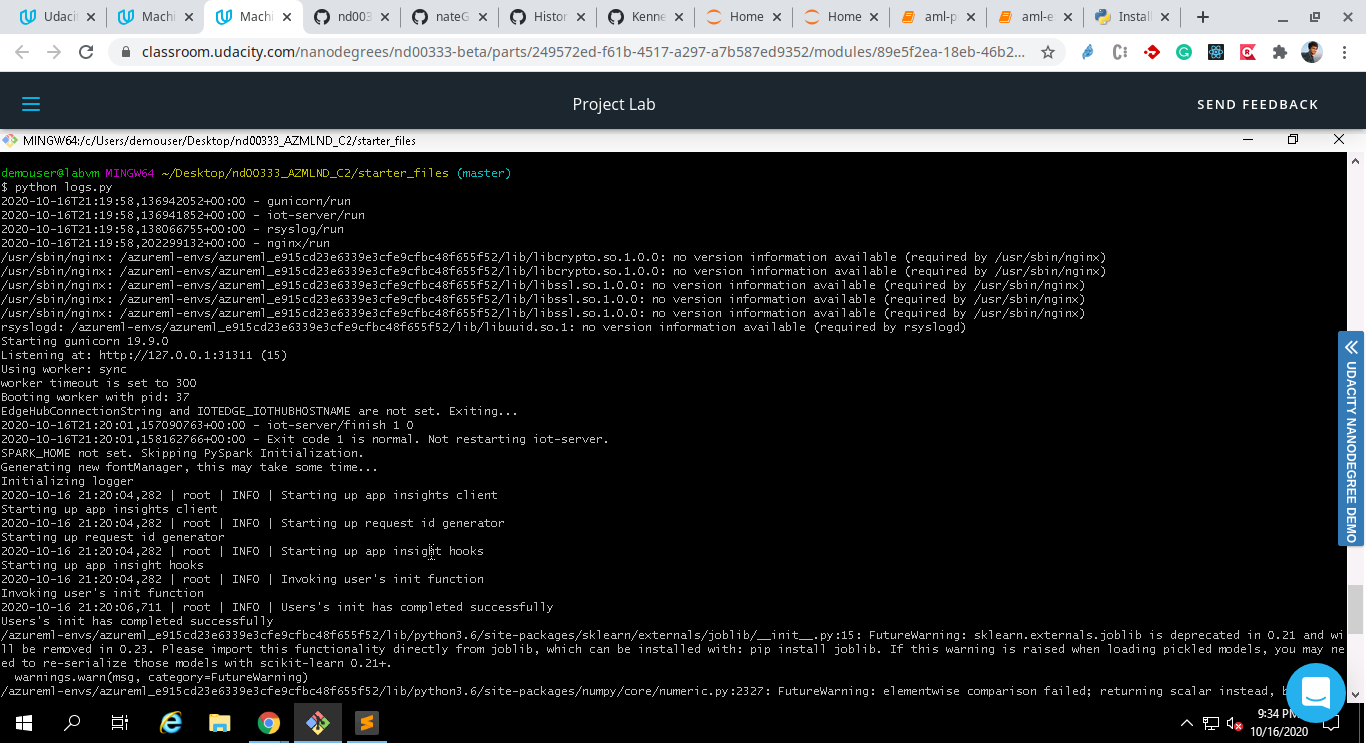 Udaci
Machi
Machi
nd003
nateG
Histor
Kenne
Home
Home
aml-p
aml-e
Install
classroom.udacity.com/nanodegrees/nd00333-beta/parts/249572ed-f61b-4517-a297-a7b587ed9352/modules/89e5f2ea-18eb-46b2...
Project Lab
SEND FEEDBACK
MINGW64:/c/Users/demouser/Desktop/nd00333_AZMLND_C2/starter_files
demouser@labvm MINGW64 ~/Desktop/nd00333_AZMLND_C2/starter_files (master)
$ python logs.py
2020-10-16T21:19:58,136942052+00:00 - gunicorn/run
2020-10-16T21:19:58,136941852+00:00 - iot-server/run
2020-10-16T21:19:58,138066755+00:00 - rsyslog/run
2020-10-16T21:19:58,202299132+00:00 - nginx/run
/usr/sbin/nginx: /azureml-envs/azureml_e915cd23e6339e3cfe9cfbc48f655f52/lib/libcrypto.so.1.0.0: no version information available (required by /usr/sbin/nginx)
/usr/sbin/nginx: /azureml-envs/azureml_e915cd23e6339e3cfe9cfbc48f655f52/lib/libcrypto.so.1.0.0: no version information available (required by /usr/sbin/nginx)
/usr/sbin/nginx: /azureml-envs/azureml_e915cd23e6339e3cfe9cfbc48f655f52/lib/libssl.so.1.0.0: no version information available (required by /usr/sbin/nginx)
/usr/sbin/nginx: /azureml-envs/azureml_e915cd23e6339e3cfe9cfbc48f655f52/lib/libssl.so.1.0.0: no version information available (required by /usr/sbin/nginx)
/usr/sbin/nginx: /azureml-envs/azureml_e915cd23e6339e3cfe9cfbc48f655f52/lib/libssl.so.1.0.0: no version information available (required by /usr/sbin/nginx)
rsyslogd: /azureml-envs/azureml_e915cd23e6339e3cfe9cfbc48f655f52/lib/libuuid.so.1: no version information available (required by rsyslogd)
Starting gunicorn 19.9.0
Listening at: http://127.0.0.1:31311 (15)
Using worker: sync
worker timeout is set to 300
Booting worker with pid: 37
EdgeHubConnectionString and IOTEDGE_IOTHUBHOSTNAME are not set. Exiting...
2020-10-16T21:20:01,157090763+00:00 - iot-server/finish 1 0
2020-10-16T21:20:01,158162766+00:00 - Exit code 1 is normal. Not restarting iot-server.
SPARK_HOME not set. Skipping PySpark Initialization.
Generating new fontManager, this may take some time...
Initializing logger
2020-10-16 21:20:04,282 | root | INFO | Starting up app insights client
Starting up app insights client
2020-10-16 21:20:04,282 | root | INFO | Starting up request id generator
Starting up request id generator
2020-10-16 21:20:04,282 | root | INFO | Starting up app insight hooks
Starting up app insight hooks
2020-10-16 21:20:04,282 | root | INFO | Invoking user's init function
Invoking user's init function
2020-10-16 21:20:06,711 | root | INFO | Users's init has completed successfully
Users's init has completed successfully
/azureml-envs/azureml_e915cd23e6339e3cfe9cfbc48f655f52/lib/python3.6/site-packages/sklearn/externals/joblib/__init__.py:15: FutureWarning: sklearn.externals.joblib is deprecated in 0.21 and wi
ll be removed in 0.23. Please import this functionality directly from joblib, which can be installed with: pip install joblib. If this warning is raised when loading pickled models, you may ne
ed to re-serialize those models with scikit-learn 0.21+.
warnings.warn(msg, category=FutureWarning)
/azureml-envs/azureml_e915cd23e6339e3cfe9cfbc48f655f52/lib/python3.6/site-packages/numpy/core/numeric.py:2327: FutureWarning: elementwise comparison failed; returning scalar instead, b
UDACITY NANODEGREE DEMO
9:34 PM
10/16/2020